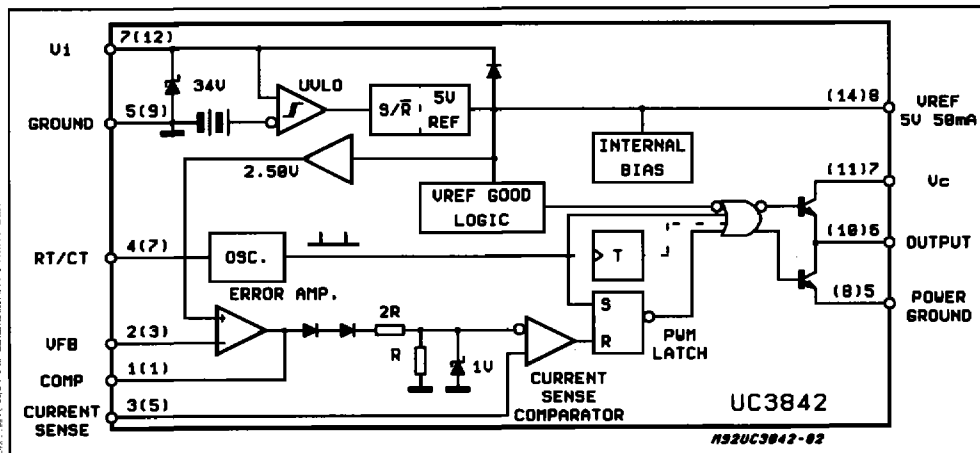 7(12)
Vi
34V
UVLO
5(9)
GROUND
S/R
5V
REF
(14)8
VREF
5V 50mA
INTERNAL
BIAS
2.50V
VREF GOOD
LOGIC
(11)7
Vc
4(7)
RT/CT
OSC.
T
(10)6
OUTPUT
ERROR AMP.
(8)5
POWER
GROUND
2R
S
R
PWM
LATCH
2(3)
VFB
R
1V
1(1)
COMP
CURRENT
SENSE
COMPARATOR
3(5)
CURRENT
SENSE
UC3842
M92UC3842-02